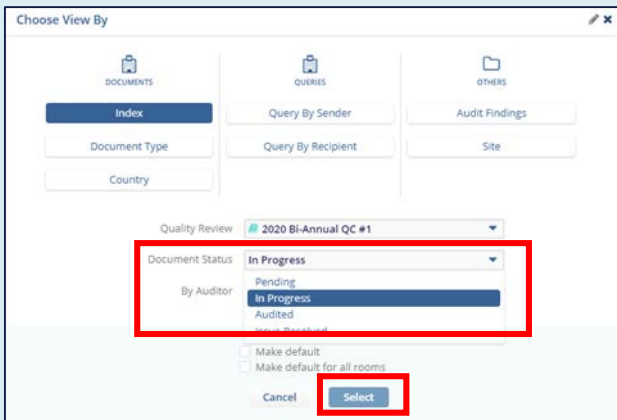 Choose View By
DOCUMENTS
QUERIES
OTHERS
Index
Query By Sender
Audit Findings
Document Type
Query By Recipient
Site
Country
Quality Review 2020 Bi-Annual QC #1
Document Status In Progress
By Auditor
Pending
In Progress
Audited
Issue Resolved
Make default
Make default for all rooms
Cancel Select